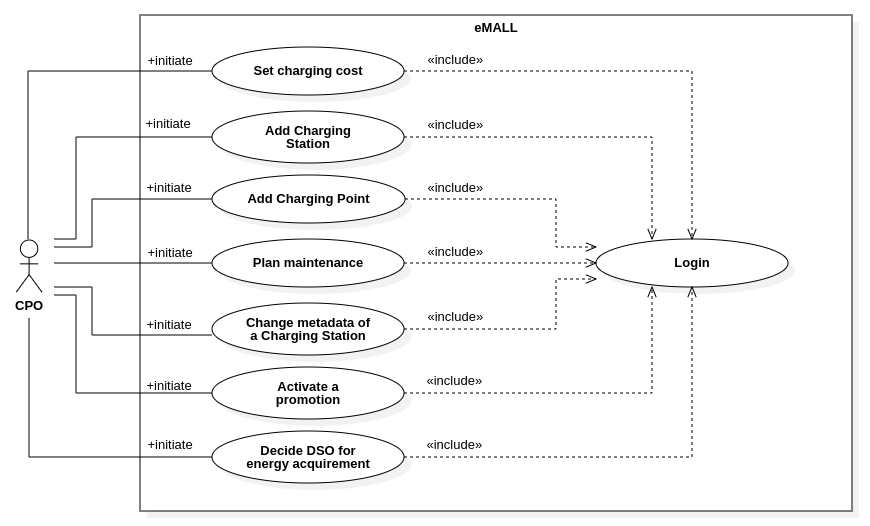 eMALL
+initiate
Set charging cost
«include»
+initiate
Add Charging
Station
«include»
+initiate
Add Charging Point
«include»
+initiate
Plan maintenance
«include»
Login
CPO
+initiate
Change metadata of
a Charging Station
«include»
+initiate
Activate a
promotion
«include»
+initiate
Decide DSO for
energy acquirement
«include»